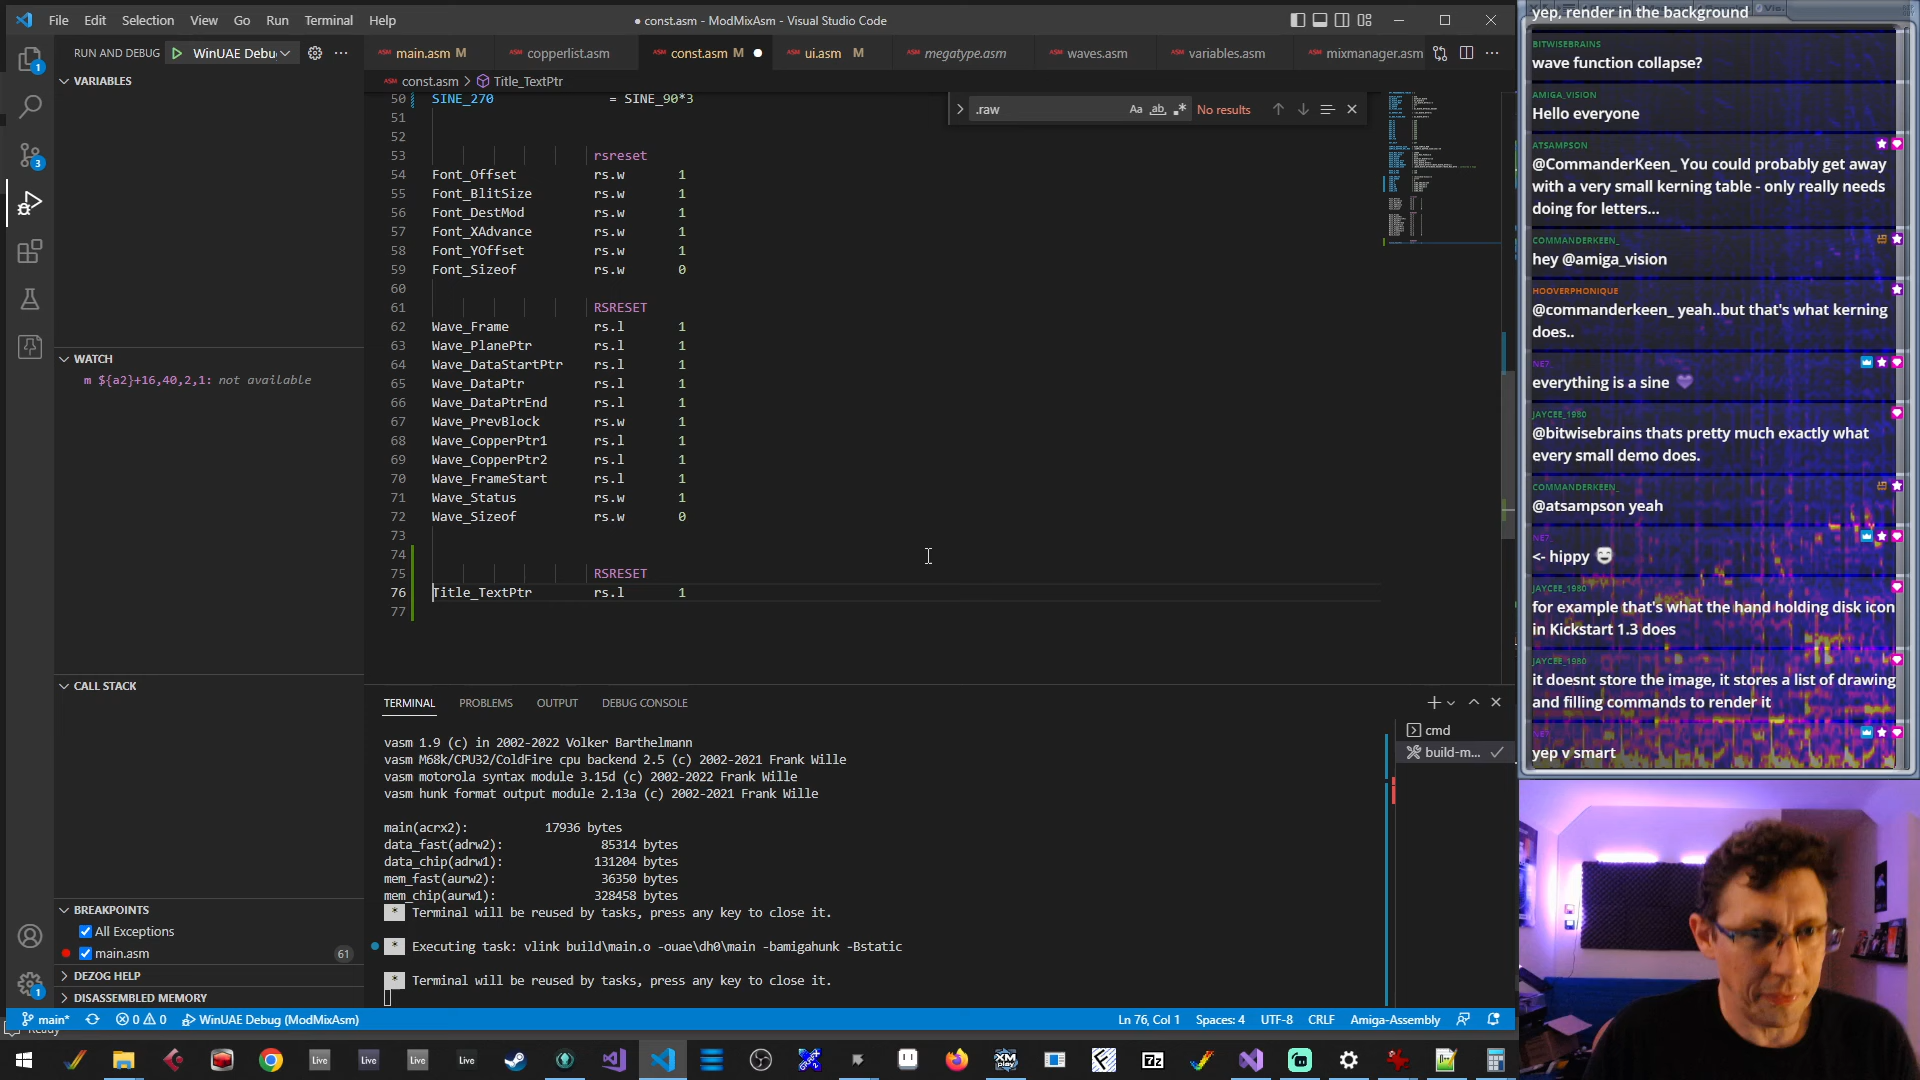 File Edit Selection View Go Run Terminal Help
● const.asm - ModMixAsm - Visual Studio Code
RUN AND DEBUG WinUAE Debu
main.asm M copperlist.asm const.asm M ui.asm M megatype.asm waves.asm variables.asm mixmanager.asm
const.asm > Title_TextPtr
VARIABLES
WATCH
m ${a2}+16,40,2,1: not available
CALL STACK
BREAKPOINTS
All Exceptions
main.asm 61
DEZOG HELP
DISASSEMBLED MEMORY
.raw
No results
50 SINE_270 = SINE_90*3
51
52
53 rsreset
54 Font_Offset rs.w 1
55 Font_BlitSize rs.w 1
56 Font_DestMod rs.w 1
57 Font_XAdvance rs.w 1
58 Font_YOffset rs.w 1
59 Font_Sizeof rs.w 0
60
61 RSRESET
62 Wave_Frame rs.l 1
63 Wave_PlanePtr rs.l 1
64 Wave_DataStartPtr rs.l 1
65 Wave_DataPtr rs.l 1
66 Wave_DataPtrEnd rs.l 1
67 Wave_PrevBlock rs.w 1
68 Wave_CopperPtr1 rs.l 1
69 Wave_CopperPtr2 rs.l 1
70 Wave_FrameStart rs.l 1
71 Wave_Status rs.w 1
72 Wave_Sizeof rs.w 0
73
74
75 RSRESET
76 Title_TextPtr rs.l 1
77
TERMINAL PROBLEMS OUTPUT DEBUG CONSOLE
cmd
build-m...
vasm 1.9 (c) in 2002-2022 Volker Barthelmann
vasm M68k/CPU32/ColdFire cpu backend 2.5 (c) 2002-2021 Frank Wille
vasm motorola syntax module 3.15d (c) 2002-2022 Frank Wille
vasm hunk format output module 2.13a (c) 2002-2021 Frank Wille
main(acrx2): 17936 bytes
data_fast(adrw2): 85314 bytes
data_chip(adrw1): 131204 bytes
mem_fast(aurw2): 36350 bytes
mem_chip(aurw1): 328458 bytes
* Terminal will be reused by tasks, press any key to close it.
* Executing task: vlink build\main.o -ouae\dh0\main -bamigahunk -Bstatic
* Terminal will be reused by tasks, press any key to close it.
main* 0 0 WinUAE Debug (ModMixAsm)
Ln 76, Col 1 Spaces: 4 UTF-8 CRLF Amiga-Assembly
Ready
Live Live Live Live
yep, render in the background
BITWISEBRAINS
wave function collapse?
AMIGA_VISION
Hello everyone
ATSAMPSON
@CommanderKeen_ You could probably get away
with a very small kerning table - only really needs
doing for letters...
COMMANDERKEEN_
hey @amiga_vision
HOOVERPHONIQUE
@commanderkeen_ yeah..but that's what kerning
does..
NE7
everything is a sine
JAYCEE_1980
@bitwisebrains thats pretty much exactly what
every small demo does.
COMMANDERKEEN_
@atsampson yeah
NE7
<- hippy
JAYCEE_1980
for example that's what the hand holding disk icon
in Kickstart 1.3 does
JAYCEE_1980
it doesnt store the image, it stores a list of drawing
and filling commands to render it
yep v smart